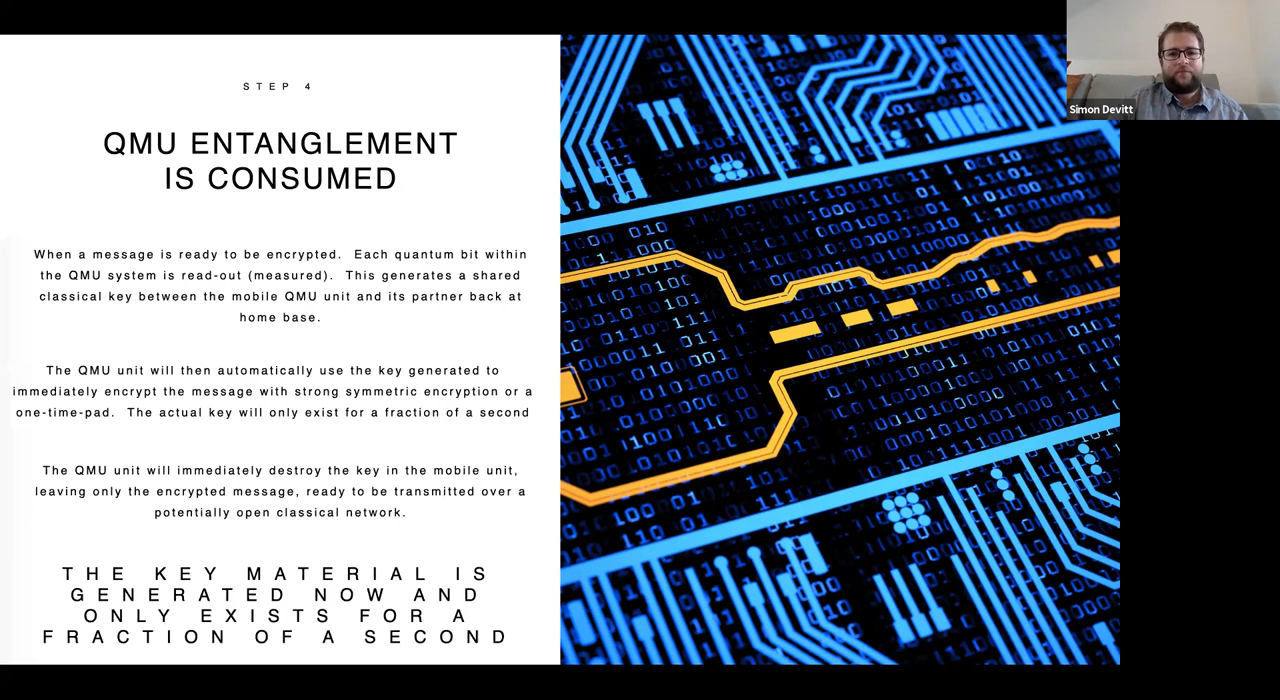 STEP 4
QMU ENTANGLEMENT
IS CONSUMED
When a message is ready to be encrypted. Each quantum bit within
the QMU system is read-out (measured). This generates a shared
classical key between the mobile QMU unit and its partner back at
home base.
The QMU unit will then automatically use the key generated to
immediately encrypt the message with strong symmetric encryption or a
one-time-pad. The actual key will only exist for a fraction of a second
The QMU unit will immediately destroy the key in the mobile unit,
leaving only the encrypted message, ready to be transmitted over a
potentially open classical network.
THE KEY MATERIAL IS
GENERATED NOW AND
ONLY EXISTS FOR A
FRACTION OF A SECOND
Simon Devitt